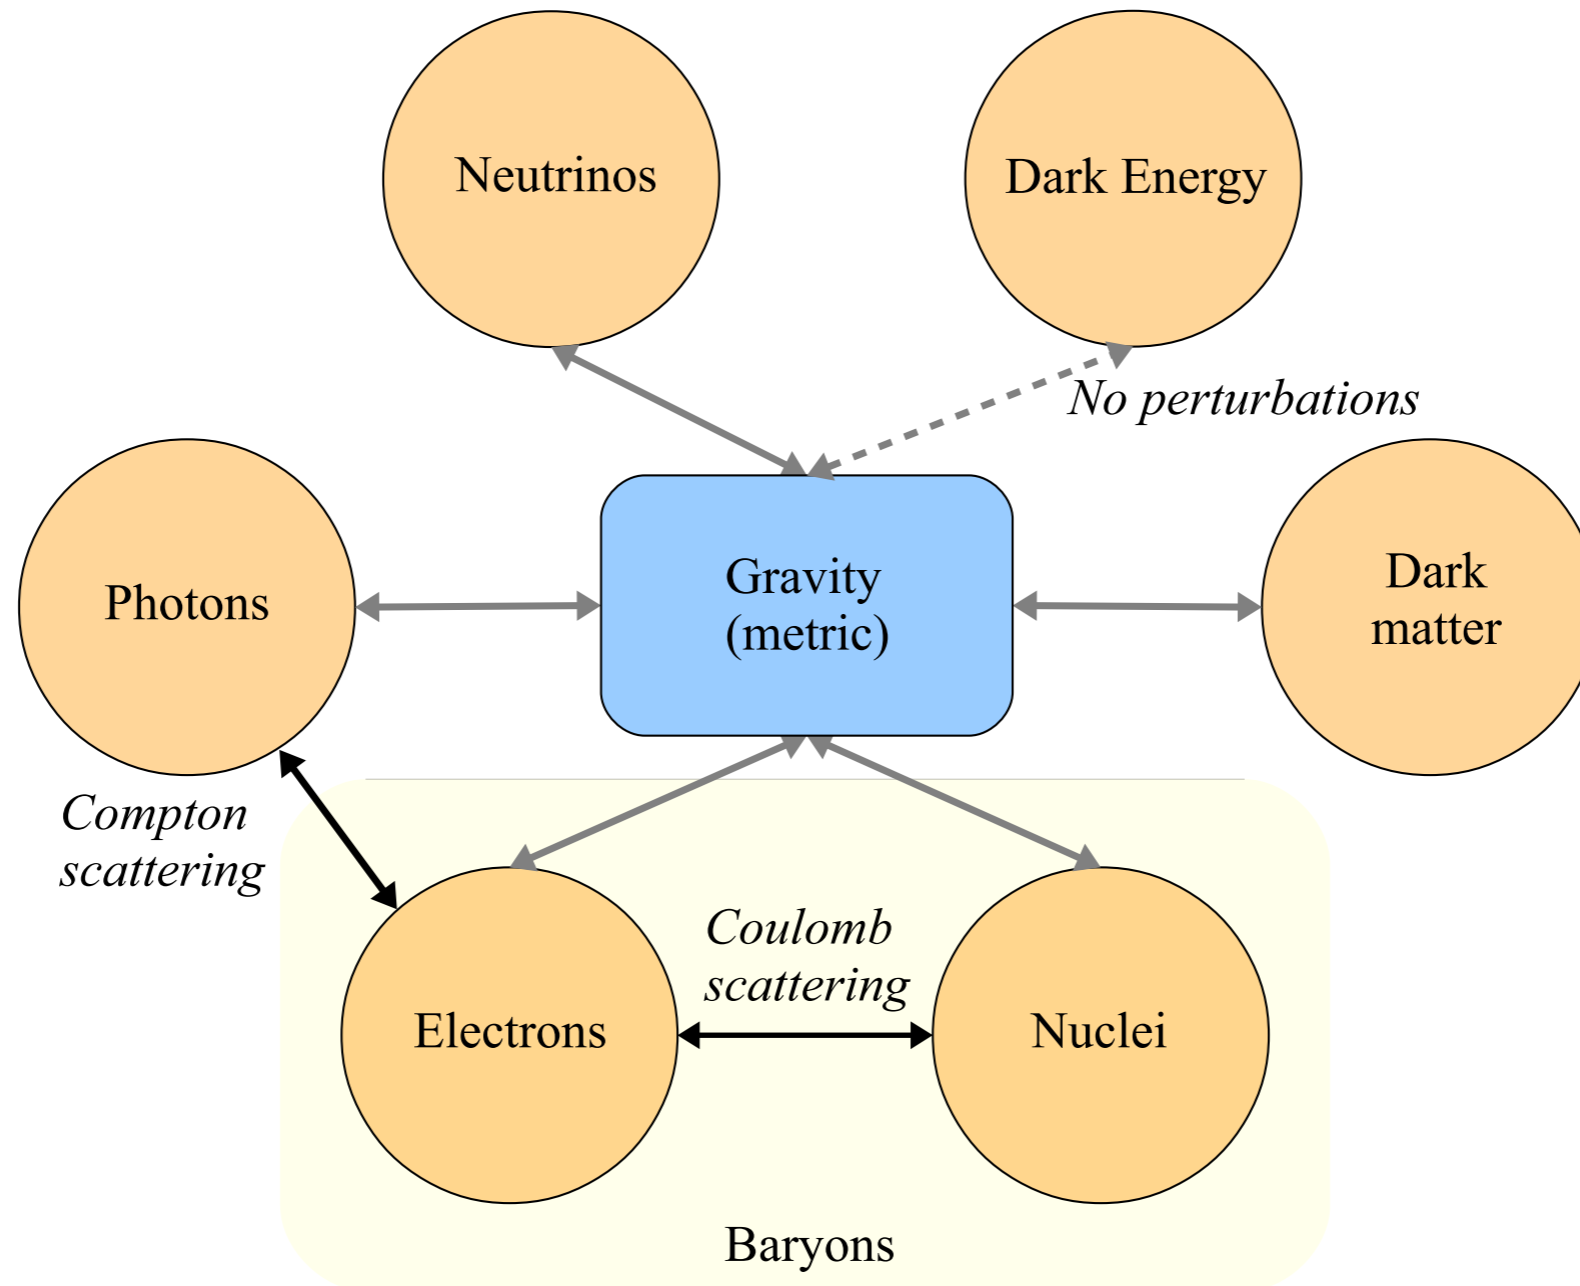 Neutrinos
Dark Energy
No perturbations
Photons
Gravity
(metric)
Dark
matter
Compton
scattering
Coulomb
scattering
Electrons
Nuclei
Baryons